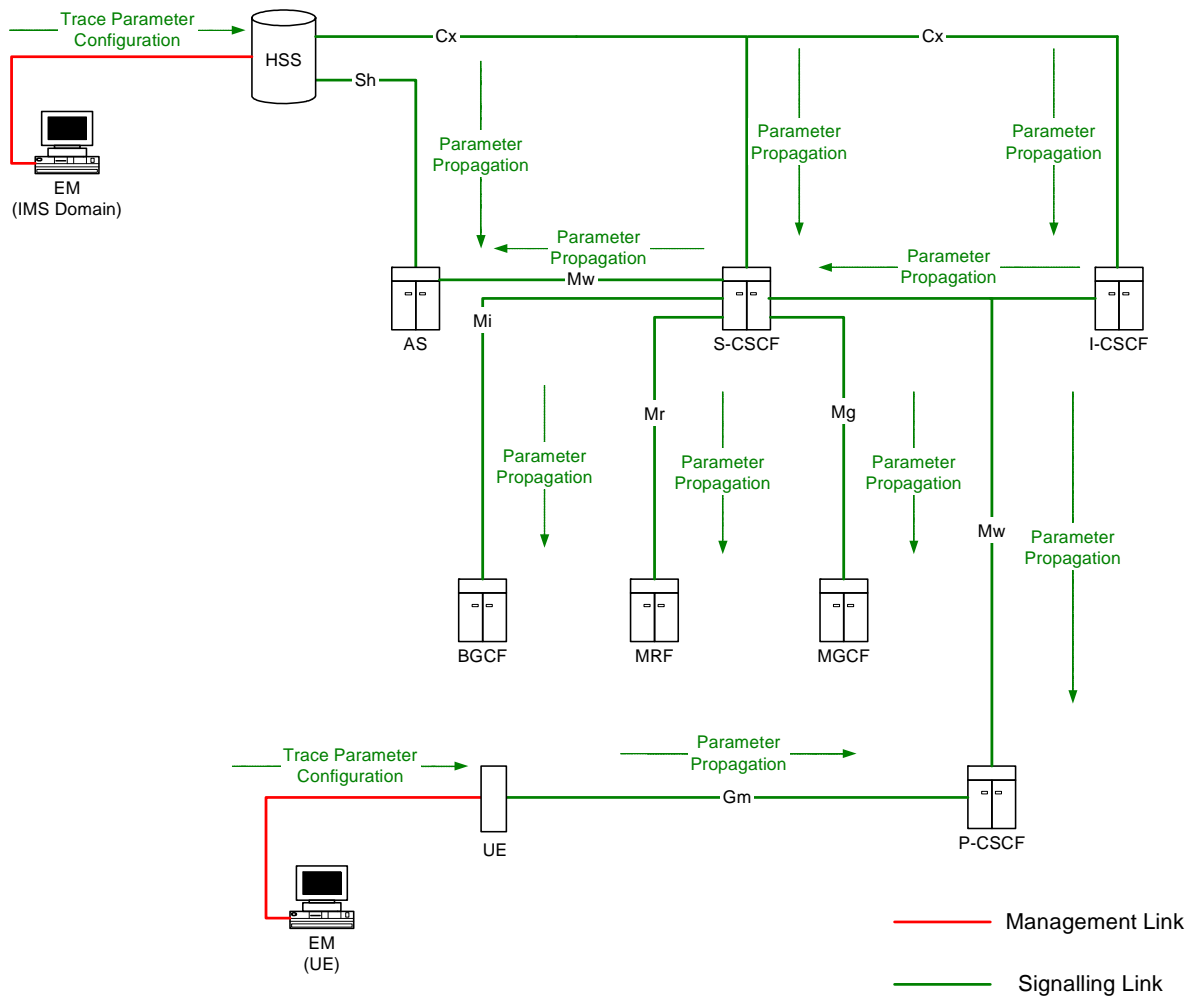 Trace Parameter
Configuration
HSS
Cx
Cx
Sh
Parameter
Propagation
Parameter
Propagation
Parameter
Propagation
EM
(IMS Domain)
Parameter
Propagation
Parameter
Propagation
Mw
Mi
AS
S-CSCF
I-CSCF
Mr
Mg
Parameter
Propagation
Parameter
Propagation
Parameter
Propagation
Mw
Parameter
Propagation
BGCF
MRF
MGCF
Trace Parameter
Configuration
Parameter
Propagation
Gm
UE
P-CSCF
EM
(UE)
Management Link
Signalling Link